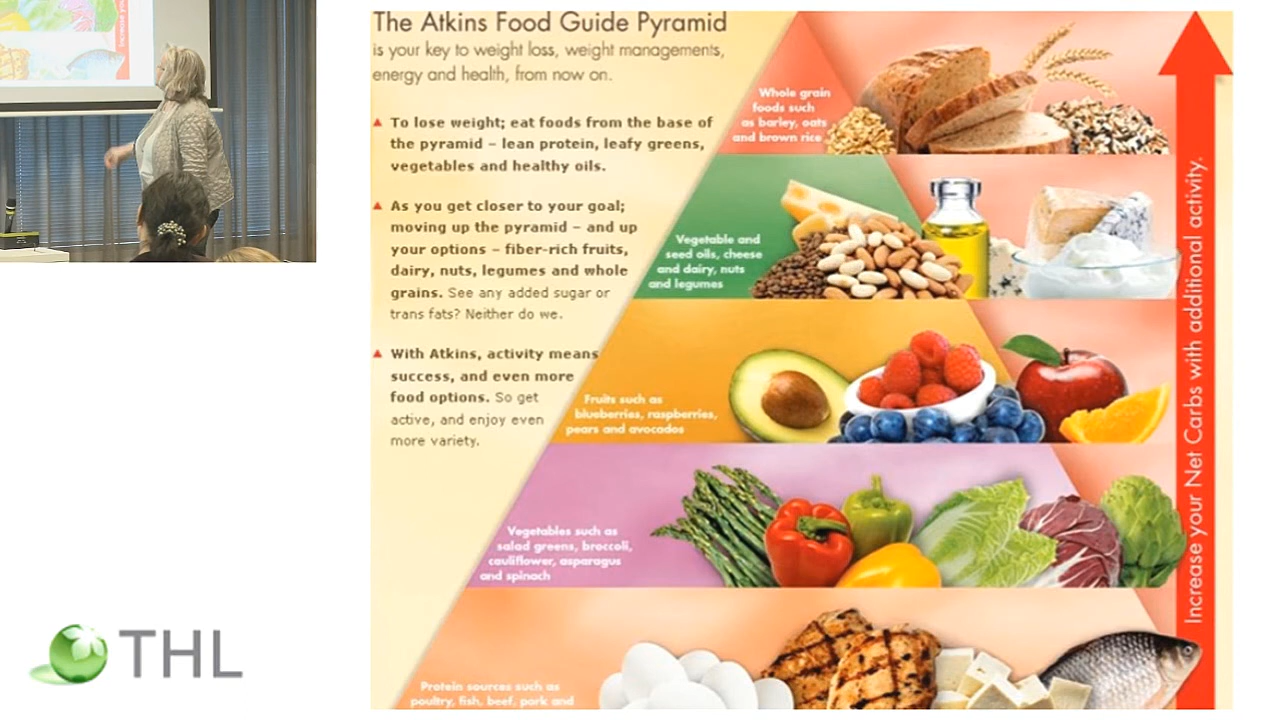 The Atkins Food Guide Pyramid
is your key to weight loss, weight managements,
energy and health, from now on.
▲ To lose weight; eat foods from the base of
the pyramid – lean protein, leafy greens,
vegetables and healthy oils.
▲ As you get closer to your goal;
moving up the pyramid – and up
your options – fiber-rich fruits,
dairy, nuts, legumes and whole
grains. See any added sugar or
trans fats? Neither do we.
▲ With Atkins, activity means
success, and even more
food options. So get
active, and enjoy even
more variety.
Whole grain
foods such
as barley, oats
and brown rice
Vegetable and
seed oils, cheese
and dairy, nuts
and legumes
Fruits such as
blueberries, raspberries,
pears and avocados
Vegetables such as
salad greens, broccoli,
cauliflower, asparagus
and spinach
Protein sources such as
poultry, fish, beef, pork and
Increase your Net Carbs with additional activity.
THL